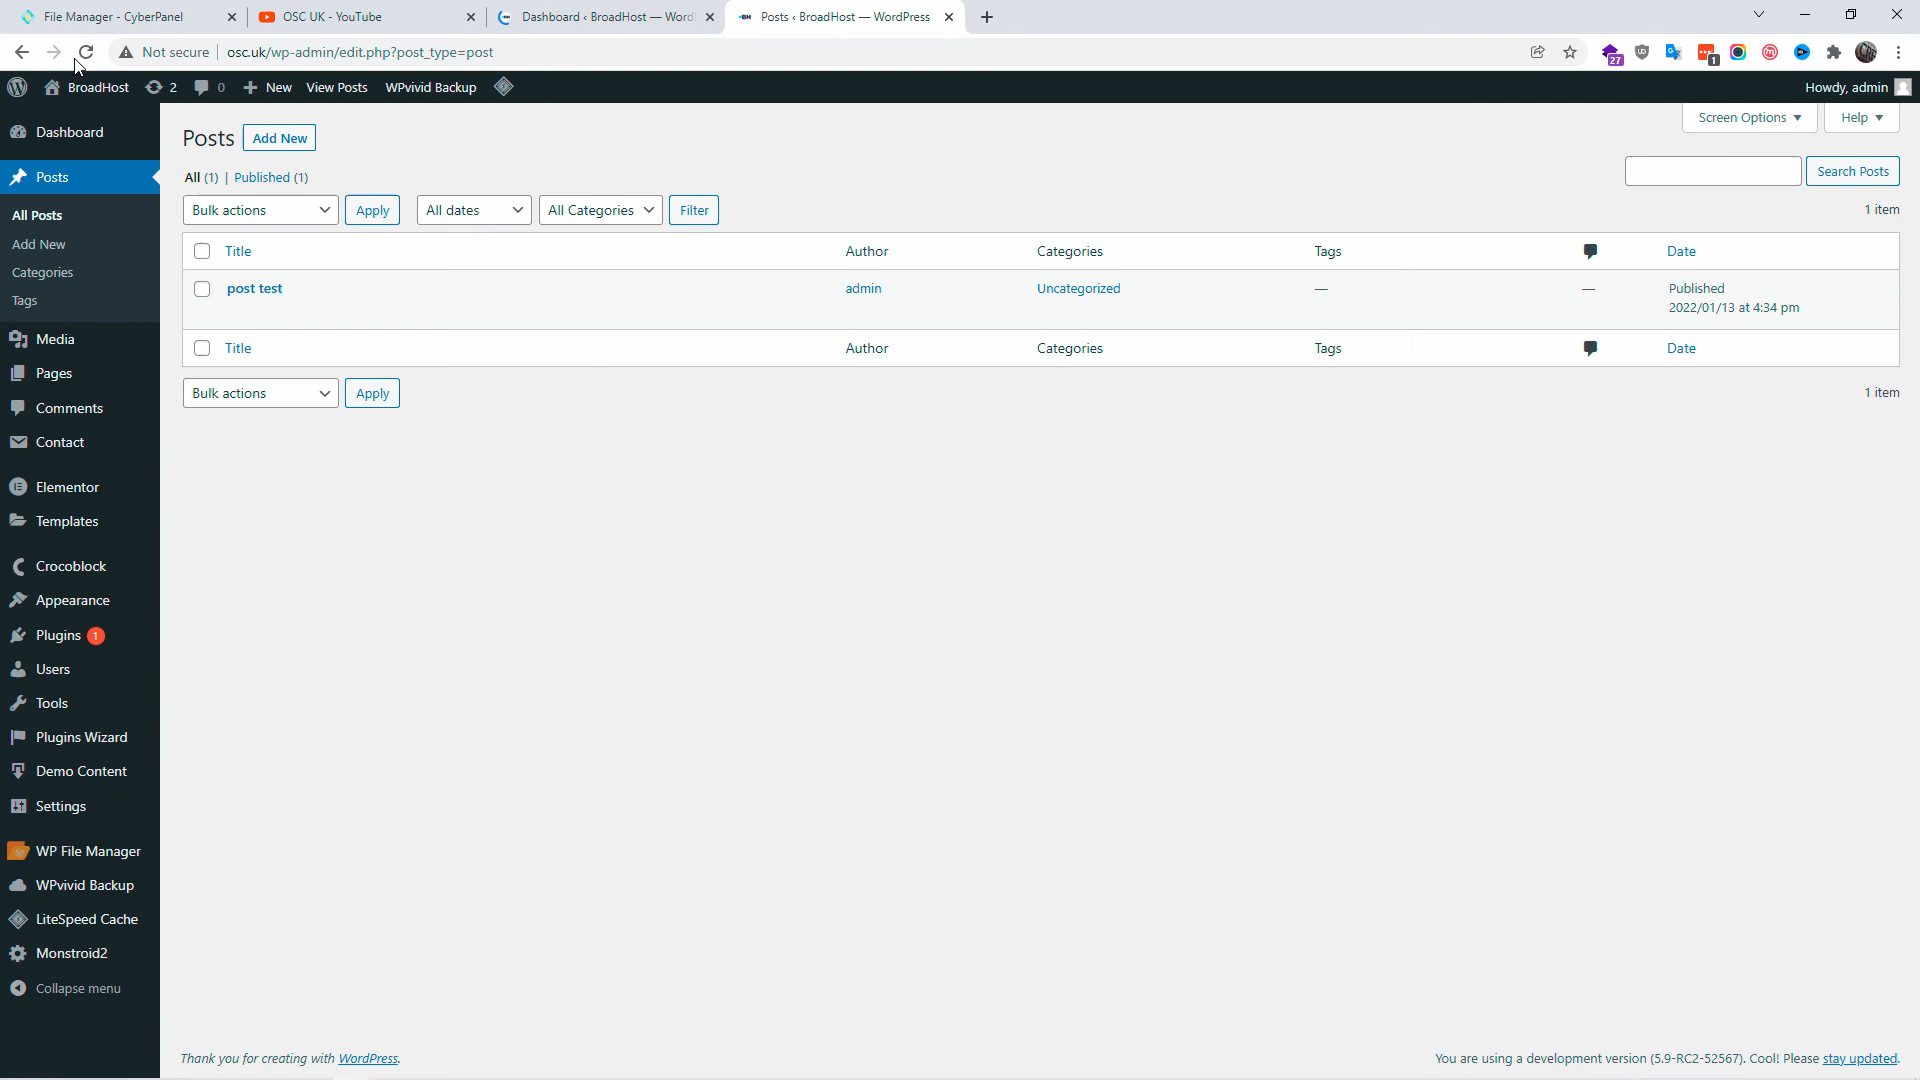 File Manager - CyberPanel
OSC UK - YouTube
Dashboard ‹ BroadHost — Word
Posts ‹ BroadHost — WordPress
Not secure
osc.uk/wp-admin/edit.php?post_type=post
27
1
BroadHost
2
0
New
View Posts
WPvivid Backup
Howdy, admin
Dashboard
Posts
All Posts
Add New
Categories
Tags
Media
Pages
Comments
Contact
Elementor
Templates
Crocoblock
Appearance
Plugins 1
Users
Tools
Plugins Wizard
Demo Content
Settings
WP File Manager
WPvivid Backup
LiteSpeed Cache
Monstroid2
Collapse menu
Screen Options
Help
Posts
Add New
All (1) | Published (1)
Search Posts
Bulk actions
Apply
All dates
All Categories
Filter
1 item
Title Author Categories Tags Date
post test admin Uncategorized — — Published
2022/01/13 at 4:34 pm
Title Author Categories Tags Date
Bulk actions
Apply
1 item
Thank you for creating with WordPress.
You are using a development version (5.9-RC2-52567). Cool! Please stay updated.